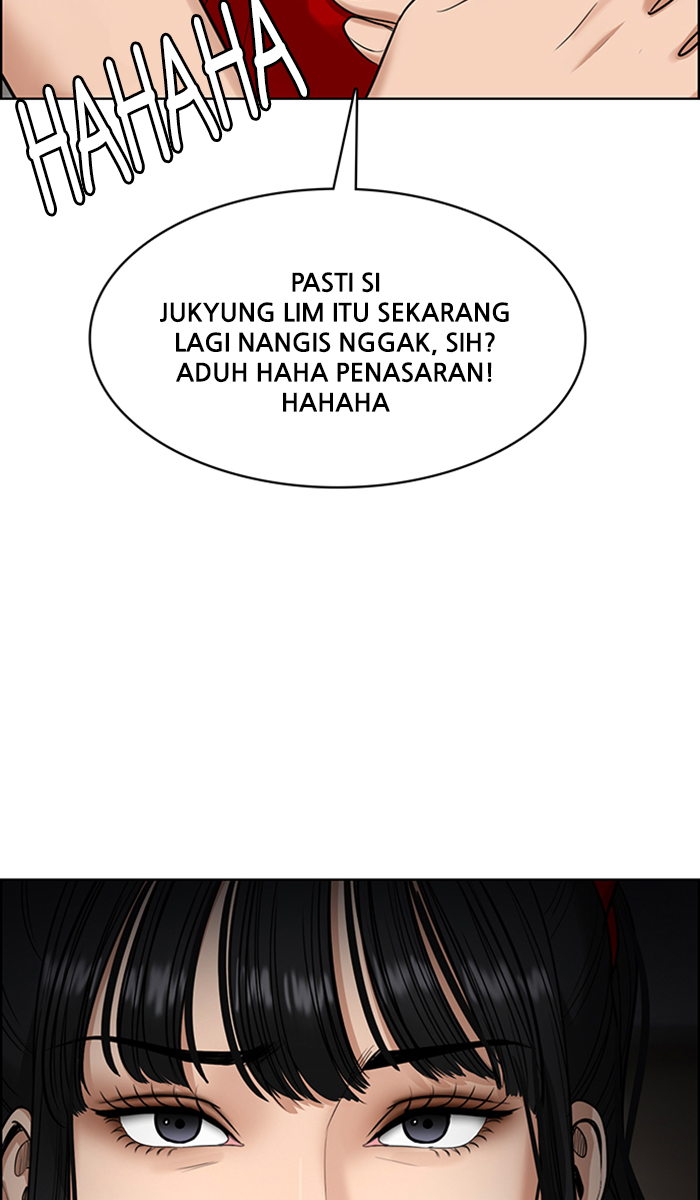 HAHAHA
PASTI SI
JUKYUNG LIM ITU SEKARANG
LAGI NANGIS NGGAK, SIH?
ADUH HAHA PENASARAN!
HAHAHA